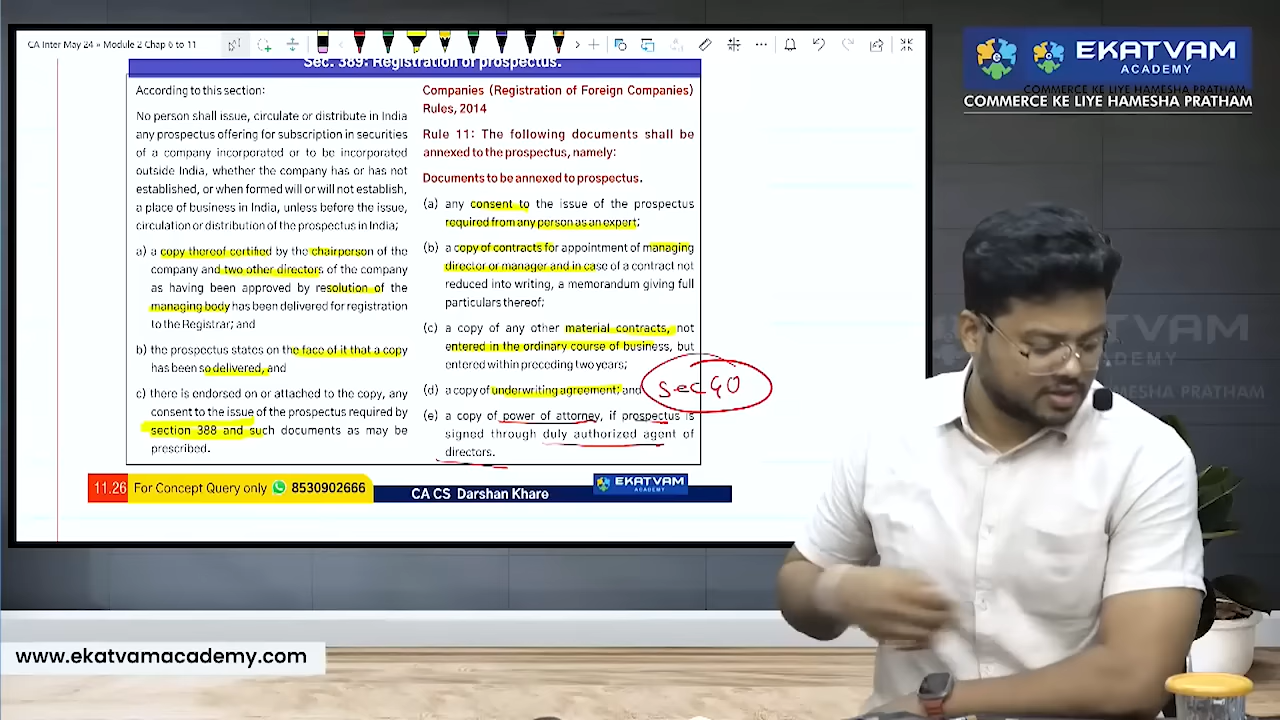 CA Inter May 24 » Module 2 Chap 6 to 11
Sec. 389: Registration of prospectus.
According to this section:
No person shall issue, circulate or distribute in India
any prospectus offering for subscription in securities
of a company incorporated or to be incorporated
outside India, whether the company has or has not
established, or when formed will or will not establish,
a place of business in India, unless before the issue,
circulation or distribution of the prospectus in India;
a) a copy thereof certified by the chairperson of the
company and two other directors of the company
as having been approved by resolution of the
managing body has been delivered for registration
to the Registrar; and
b) the prospectus states on the face of it that a copy
has been so delivered, and
c) there is endorsed on or attached to the copy, any
consent to the issue of the prospectus required by
section 388 and such documents as may be
prescribed.
Companies (Registration of Foreign Companies)
Rules, 2014
Rule 11: The following documents shall be
annexed to the prospectus, namely:
Documents to be annexed to prospectus.
(a) any consent to the issue of the prospectus
required from any person as an expert;
(b) a copy of contracts for appointment of managing
director or manager and in case of a contract not
reduced into writing, a memorandum giving full
particulars thereof;
(c) a copy of any other material contracts, not
entered in the ordinary course of business, but
entered within preceding two years;
(d) a copy of underwriting agreement; and
sec 40
(e) a copy of power of attorney, if prospectus is
signed through duly authorized agent of
directors.
11.26 For Concept Query only 8530902666
CA CS Darshan Khare
EKATVAM
ACADEMY
EKATVAM
ACADEMY
COMMERCE KE LIYE HAMESHA PRATHAM
COMMERCE KE LIYE HAMESHA PRATHAM
www.ekatvamacademy.com